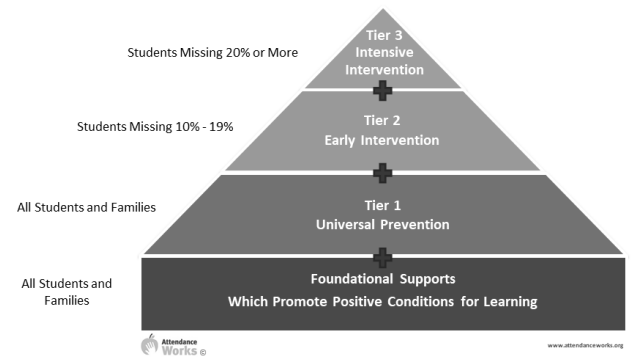 Students Missing 20% or More
Tier 3
Intensive
Intervention
Students Missing 10% - 19%
Tier 2
Early Intervention
All Students and Families
Tier 1
Universal Prevention
All Students and
Families
Foundational Supports
Which Promote Positive Conditions for Learning
Attendance
Works ©
www.attendanceworks.org